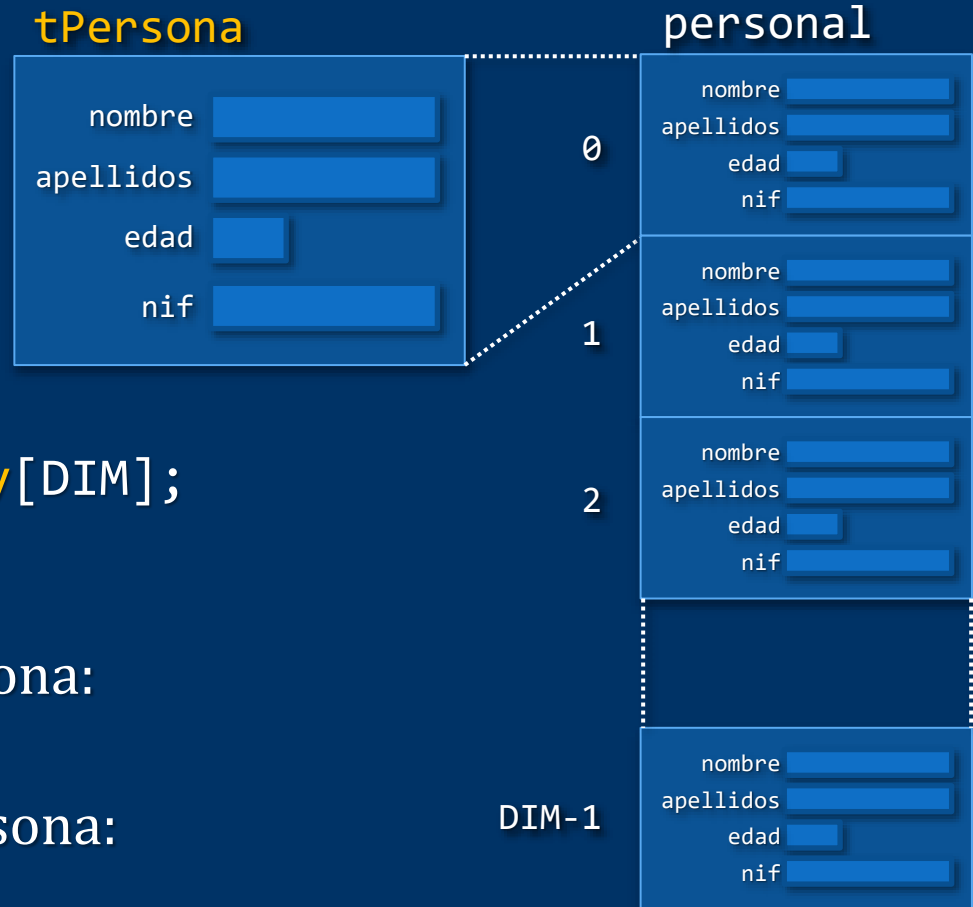 tPersona
nombre
apellidos
edad
nif
[DIM];
ona:
sona:
personal
0
nombre
apellidos
edad
nif
1
nombre
apellidos
edad
nif
2
nombre
apellidos
edad
nif
DIM-1
nombre
apellidos
edad
nif